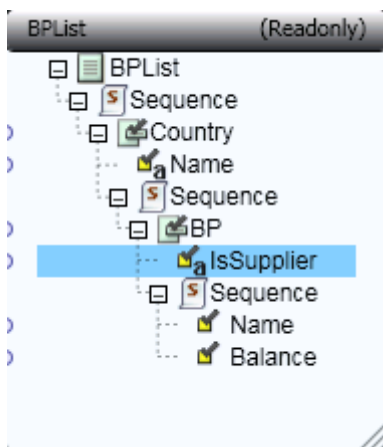 BPList (Readonly)
BPList
Sequence
Country
Name
Sequence
BP
IsSupplier
Sequence
Name
Balance